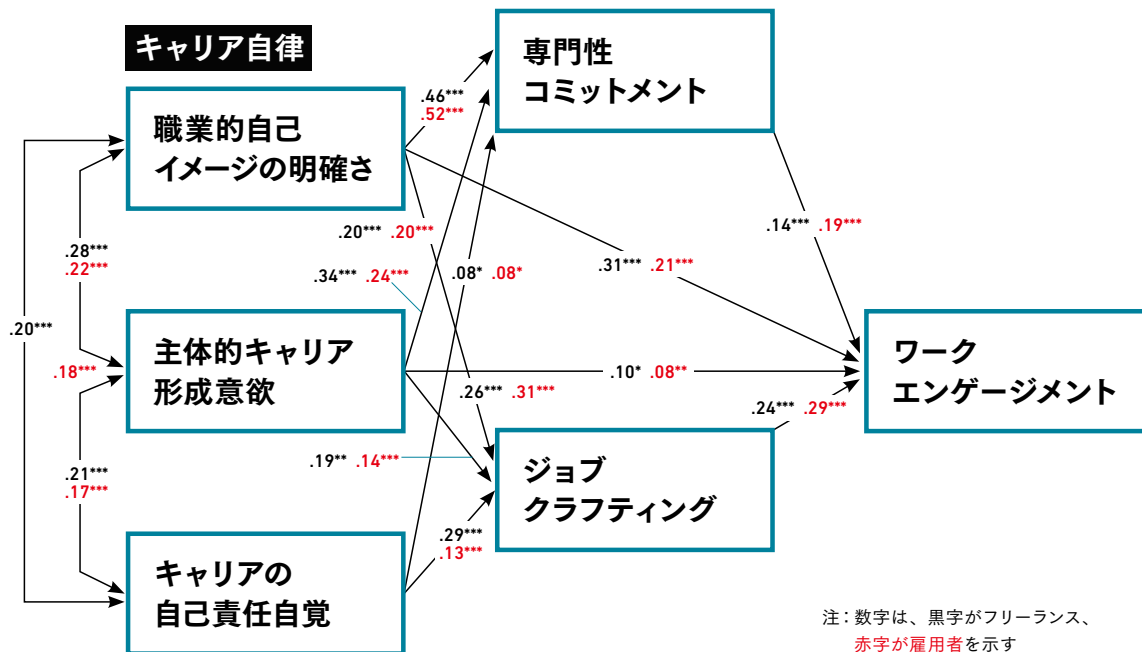 キャリア自律
職業的自己
イメージの明確さ
主体的キャリア
形成意欲
キャリアの
自己責任自覚
専門性
コミットメント
ジョブ
クラフティング
ワーク
エンゲージメント
.46***
.52***
.20*** .20***
.28***
.22***
.34*** .24***
.08* .08*
.31*** .21***
.14*** .19***
.20***
.18***
.10* .08**
.26*** .31***
.24*** .29***
.19** .14***
.21***
.17***
.29***
.13***
注：数字は、黒字がフリーランス、
赤字が雇用者を示す